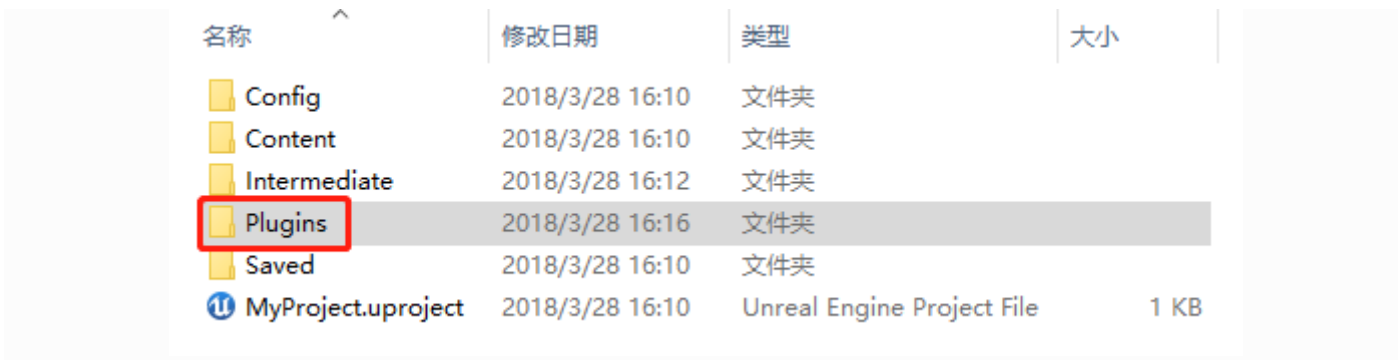 名称 修改日期 类型 大小
Config 2018/3/28 16:10 文件夹
Content 2018/3/28 16:10 文件夹
Intermediate 2018/3/28 16:12 文件夹
Plugins 2018/3/28 16:16 文件夹
Saved 2018/3/28 16:10 文件夹
MyProject.uproject 2018/3/28 16:10 Unreal Engine Project File 1 KB